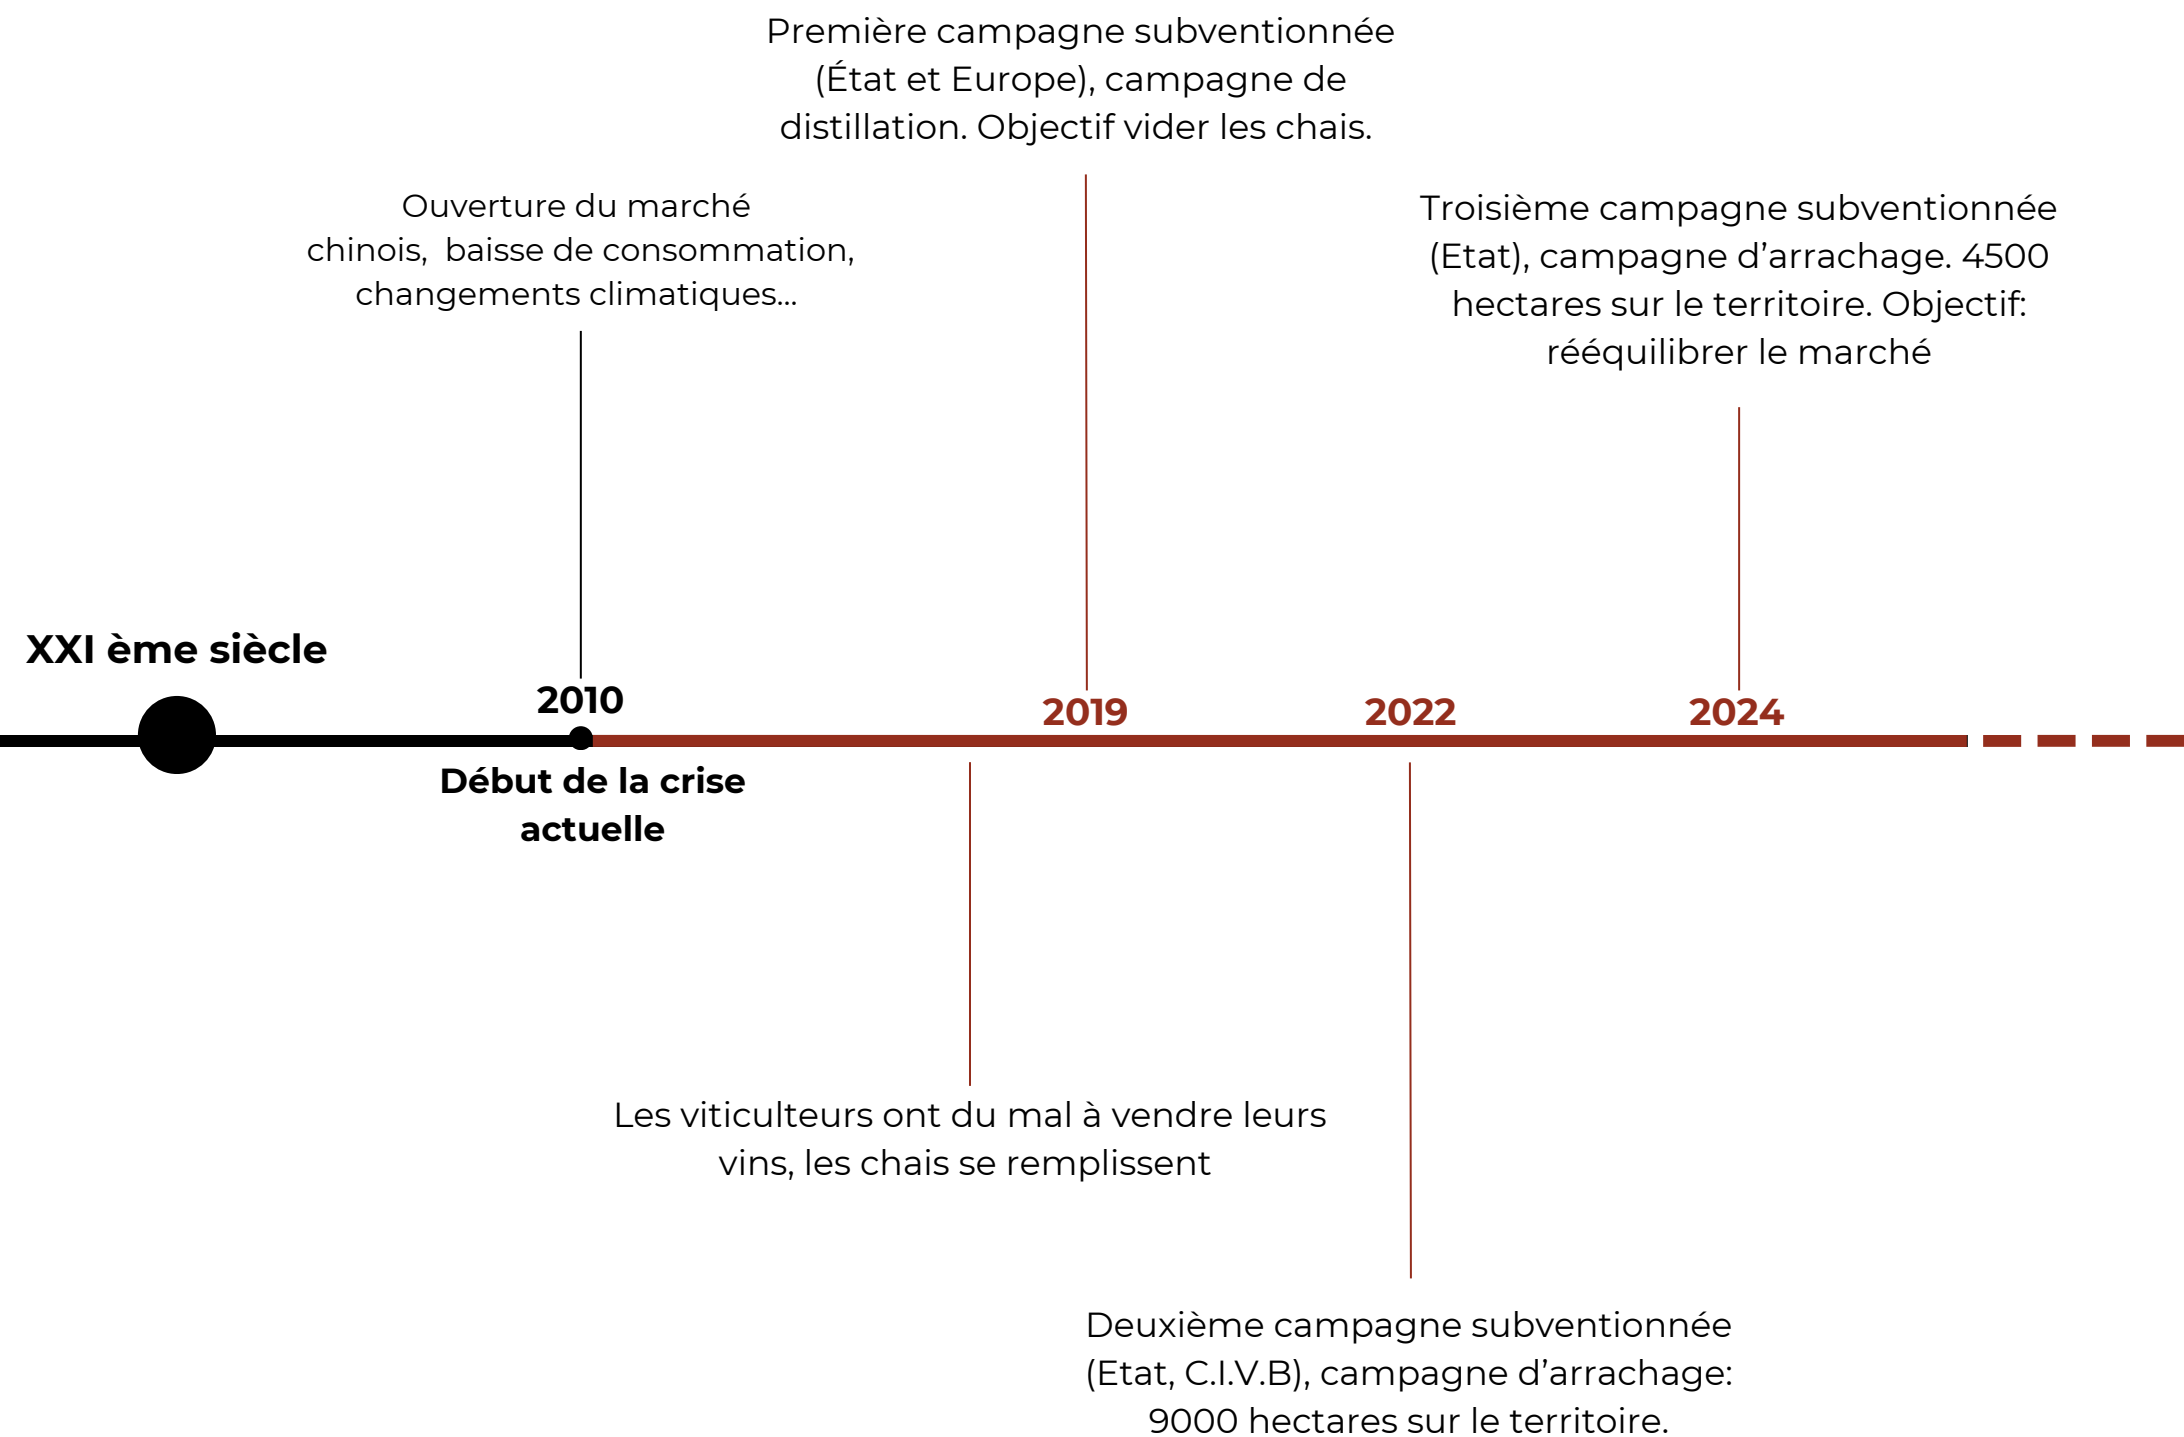 Première campagne subventionnée
(État et Europe), campagne de
distillation. Objectif vider les chais.
Ouverture du marché
chinois,  baisse de consommation,
changements climatiques...
Troisième campagne subventionnée
(Etat), campagne d’arrachage. 4500
hectares sur le territoire. Objectif:
rééquilibrer le marché
XXI ème siècle
2010
2019
2022
2024
Début de la crise
actuelle
Les viticulteurs ont du mal à vendre leurs
vins, les chais se remplissent
Deuxième campagne subventionnée
(Etat, C.I.V.B), campagne d’arrachage:
9000 hectares sur le territoire.